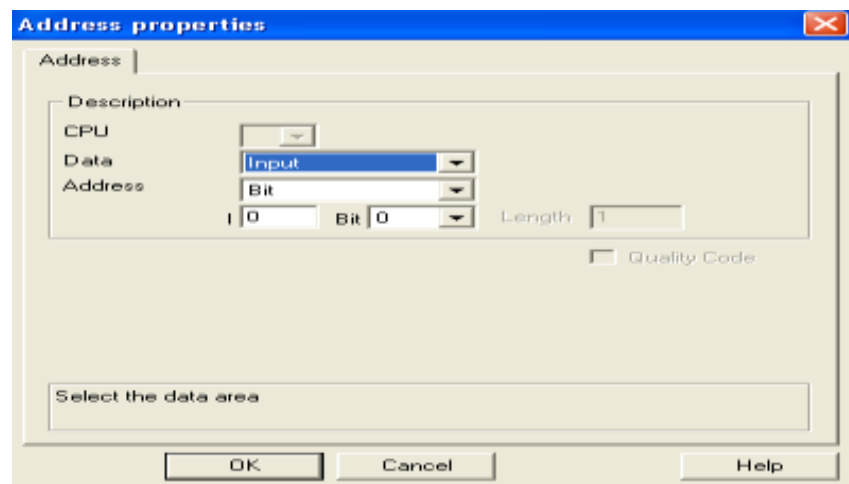 Address properties
Address
Description
CPU
Data Input
Address Bit
I 0 Bit 0 Length 1
Quality Code
Select the data area
OK Cancel Help